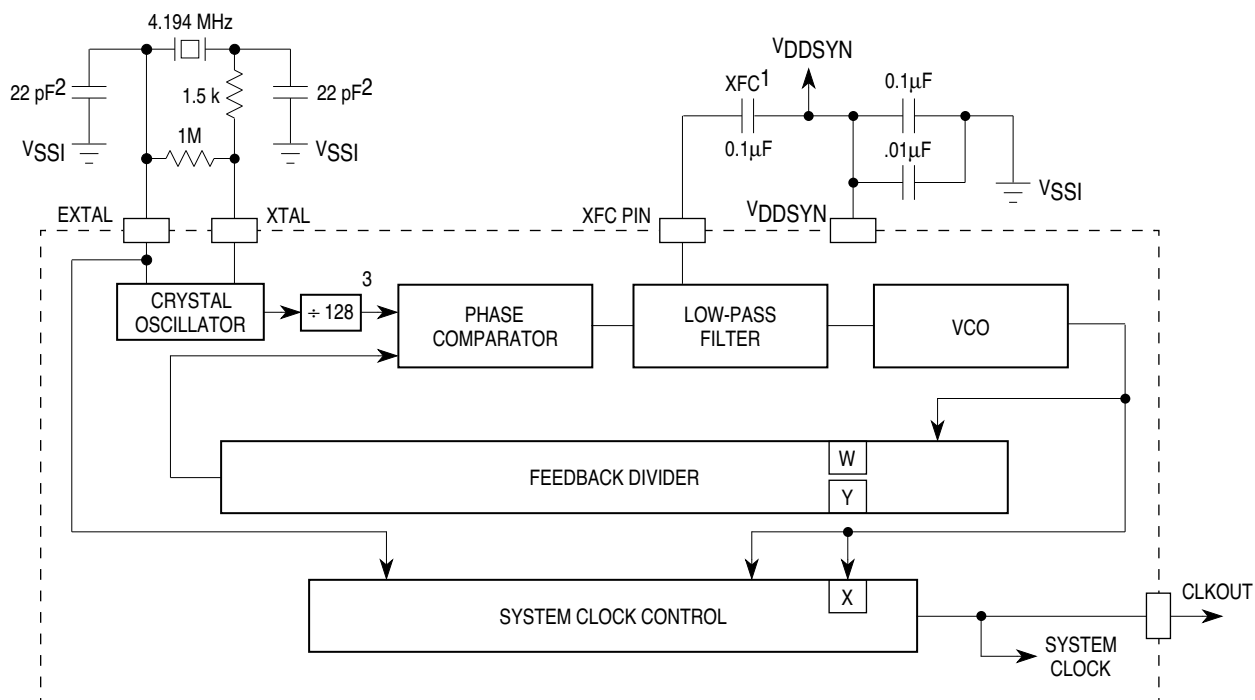 4.194 MHz
22 pF2
1.5 k
22 pF2
VSSI
1M
VSSI
VDDSYN
XFC1
0.1µF
0.1µF
.01µF
VSSI
EXTAL
XTAL
XFC PIN
VDDSYN
CRYSTAL
OSCILLATOR
÷ 128
3
PHASE
COMPARATOR
LOW-PASS
FILTER
VCO
FEEDBACK DIVIDER
W
Y
SYSTEM CLOCK CONTROL
X
CLKOUT
SYSTEM
CLOCK